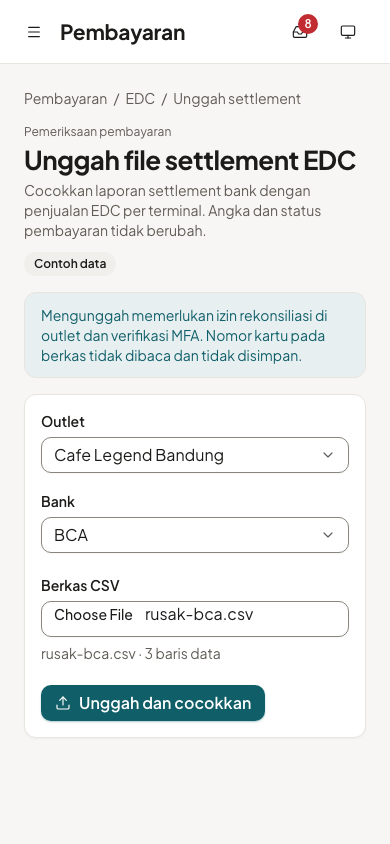 Pembayaran
8
Pembayaran / EDC / Unggah settlement
Pemeriksaan pembayaran
Unggah file settlement EDC
Cocokkan laporan settlement bank dengan
penjualan EDC per terminal. Angka dan status
pembayaran tidak berubah.
Contoh data
Mengunggah memerlukan izin rekonsiliasi di
outlet dan verifikasi MFA. Nomor kartu pada
berkas tidak dibaca dan tidak disimpan.
Outlet
Cafe Legend Bandung
Bank
BCA
Berkas CSV
Choose File rusak-bca.csv
rusak-bca.csv · 3 baris data
Unggah dan cocokkan